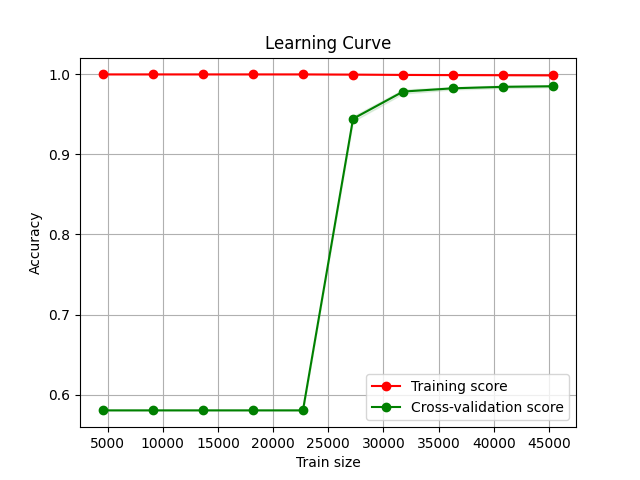 Learning Curve
1.0
0.9
0.8
0.7
0.6
Accuracy
Training score
Cross-validation score
5000 10000 15000 20000 25000 30000 35000 40000 45000
Train size